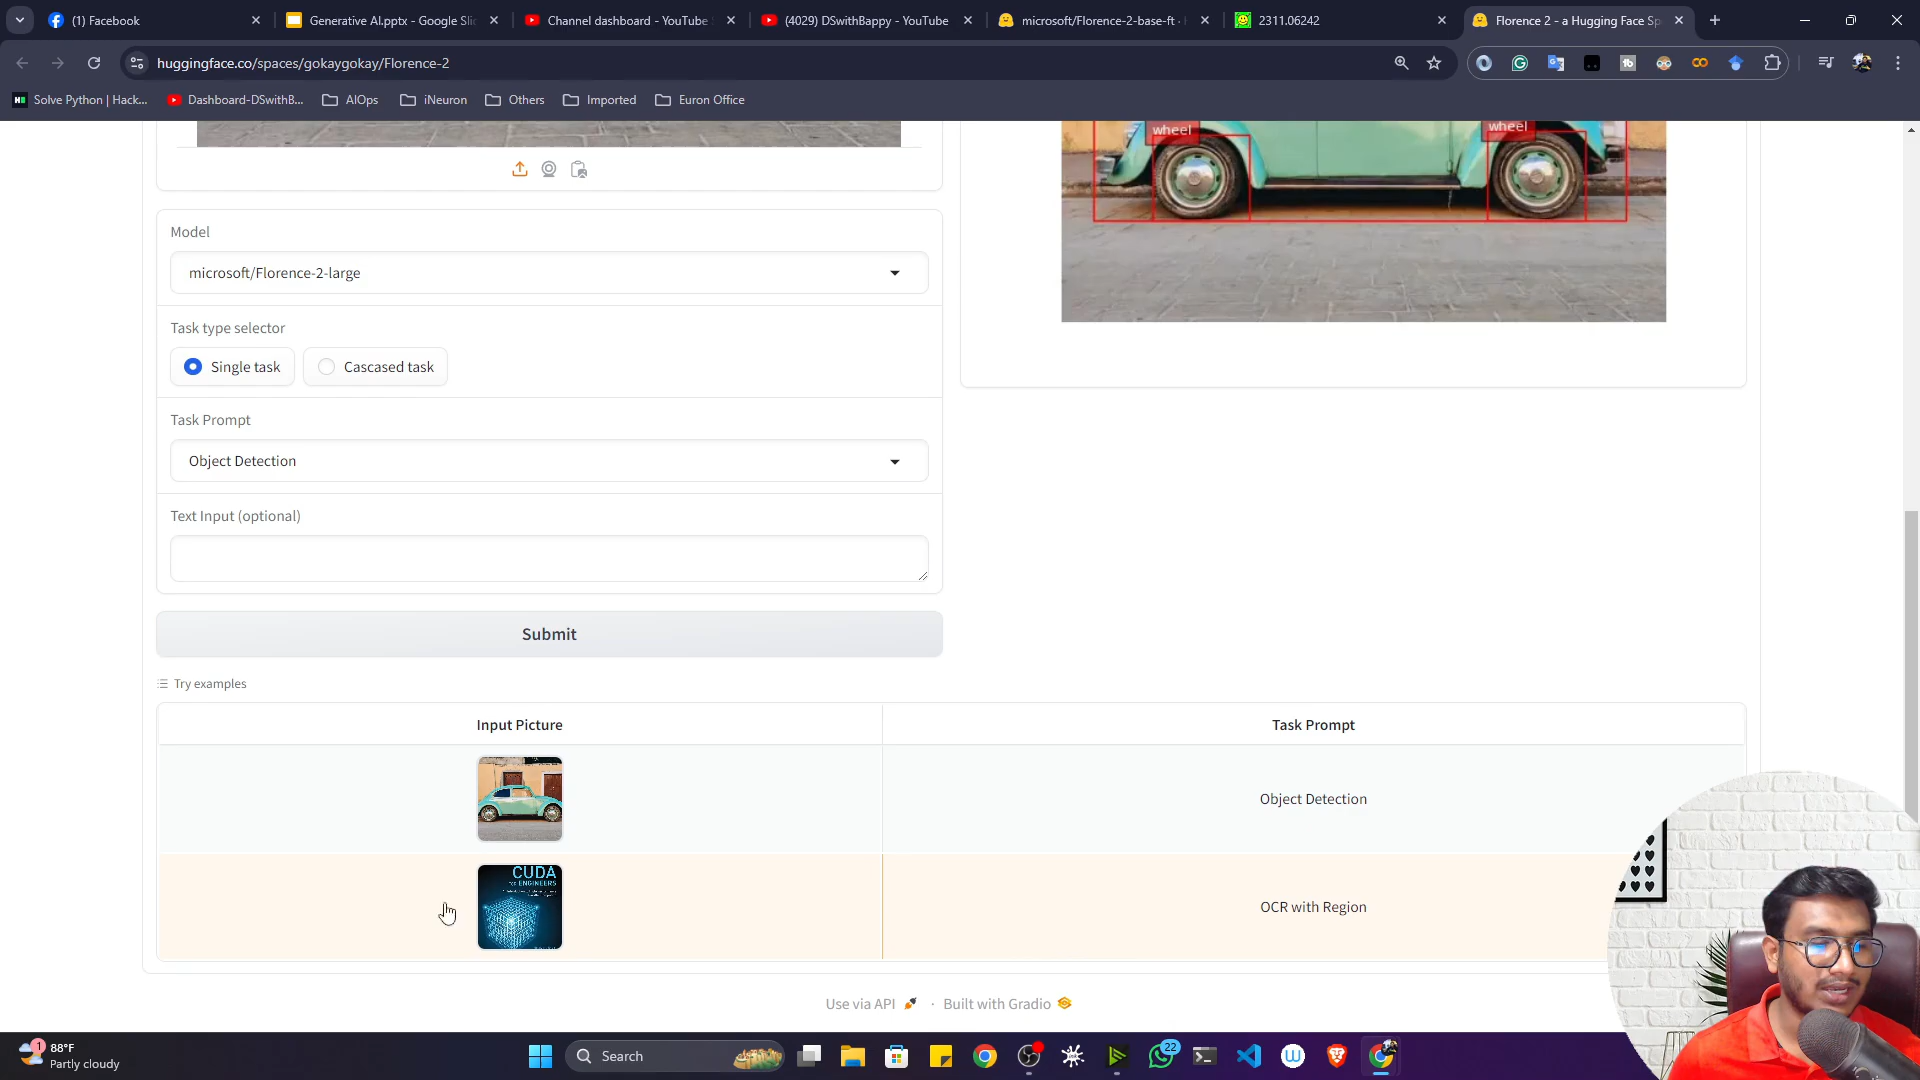 (1) Facebook
Generative AI.pptx - Google Sli
Channel dashboard - YouTube
(4029) DSwithBappy - YouTube
microsoft/Florence-2-base-ft ·
2311.06242
Florence 2 - a Hugging Face Sp
huggingface.co/spaces/gokaygokay/Florence-2
Solve Python | Hack...
Dashboard-DSwithB...
AIOps
iNeuron
Others
Imported
Euron Office
wheel
wheel
Model
microsoft/Florence-2-large
Task type selector
Single task
Cascased task
Task Prompt
Object Detection
Text Input (optional)
Submit
Try examples
Input Picture
Task Prompt
Object Detection
CUDA
FOR ENGINEERS
OCR with Region
Use via API
· Built with Gradio
1
88°F
Partly cloudy
Search
22